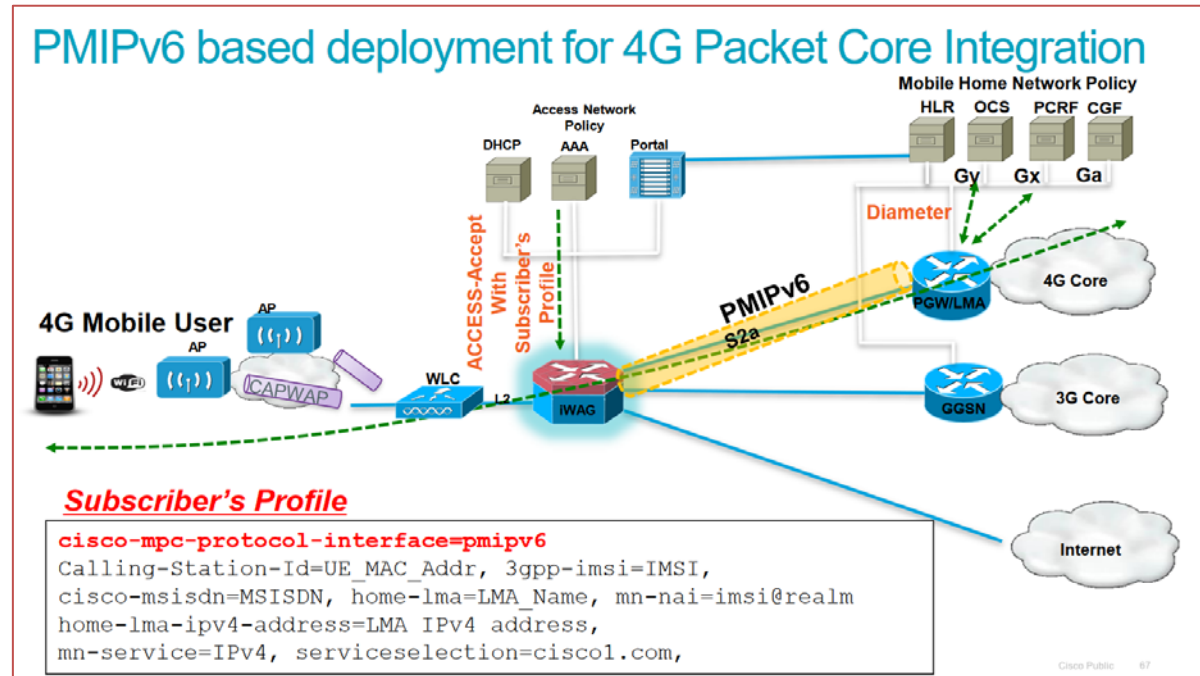 PMIPv6 based deployment for 4G Packet Core Integration
Mobile Home Network Policy
HLR OCS PCRF CGF
Access Network
Policy
DHCP AAA Portal
Gy Gx Ga
Diameter
ACCESS-Accept
With
Subscriber's
Profile
PMIPv6
S2a
PGW/LMA
4G Core
4G Mobile User
AP
AP
WiFi
CAPWAP
WLC
L2
IWAG
GGSN
3G Core
Internet
Subscriber's Profile
cisco-mpc-protocol-interface=pmipv6
Calling-Station-Id=UE_MAC_Addr, 3gpp-imsi=IMSI,
cisco-msisdn=MSISDN, home-lma=LMA_Name, mn-nai=imsi@realm
home-lma-ipv4-address=LMA IPv4 address,
mn-service=IPv4, serviceselection=cisco1.com,
Cisco Public 67